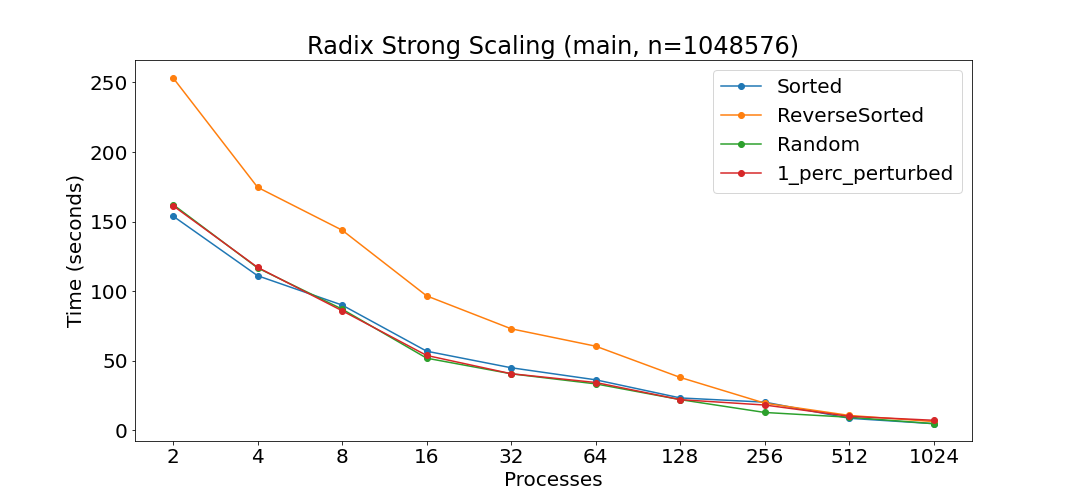 Radix Strong Scaling (main, n=1048576)
Sorted
ReverseSorted
Random
1_perc_perturbed
Time (seconds)
250
200
150
100
50
0
2 4 8 16 32 64 128 256 512 1024
Processes